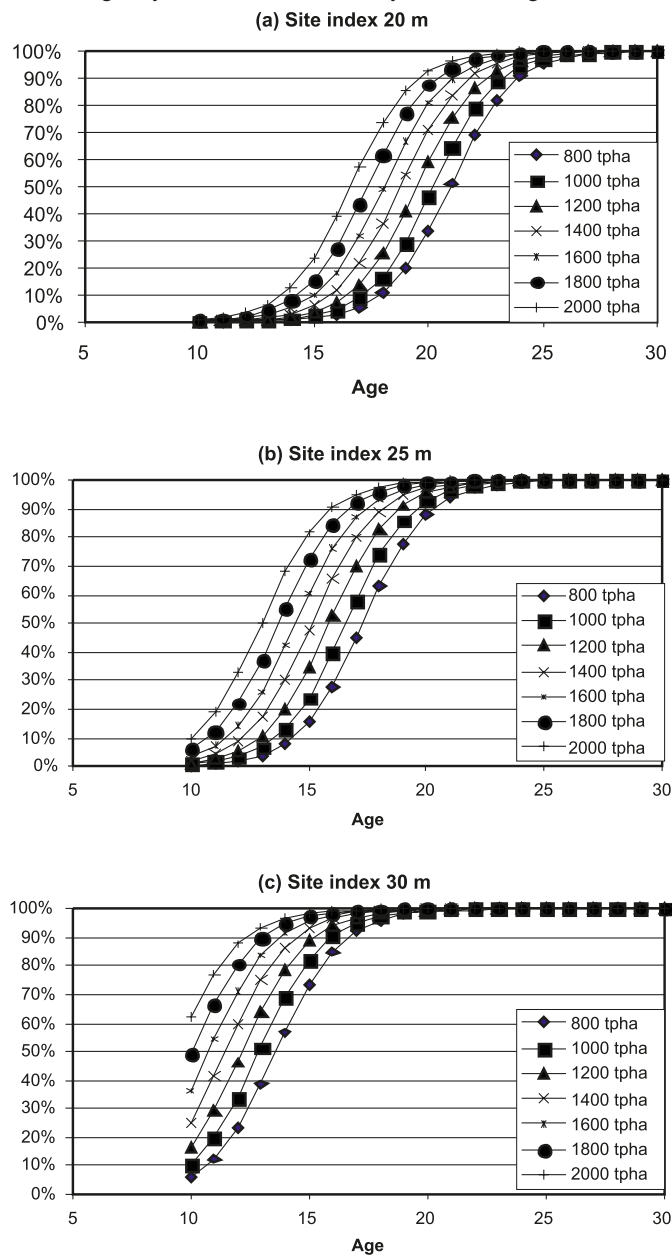 (a) Site index 20 m
100%
90%
80%
70%
60%
50%
40%
30%
20%
10%
0%
800 tpha
1000 tpha
1200 tpha
1400 tpha
1600 tpha
1800 tpha
2000 tpha
5 10 15 20 25 30
Age
(b) Site index 25 m
100%
90%
80%
70%
60%
50%
40%
30%
20%
10%
0%
800 tpha
1000 tpha
1200 tpha
1400 tpha
1600 tpha
1800 tpha
2000 tpha
5 10 15 20 25 30
Age
(c) Site index 30 m
100%
90%
80%
70%
60%
50%
40%
30%
20%
10%
0%
800 tpha
1000 tpha
1200 tpha
1400 tpha
1600 tpha
1800 tpha
2000 tpha
5 10 15 20 25 30
Age